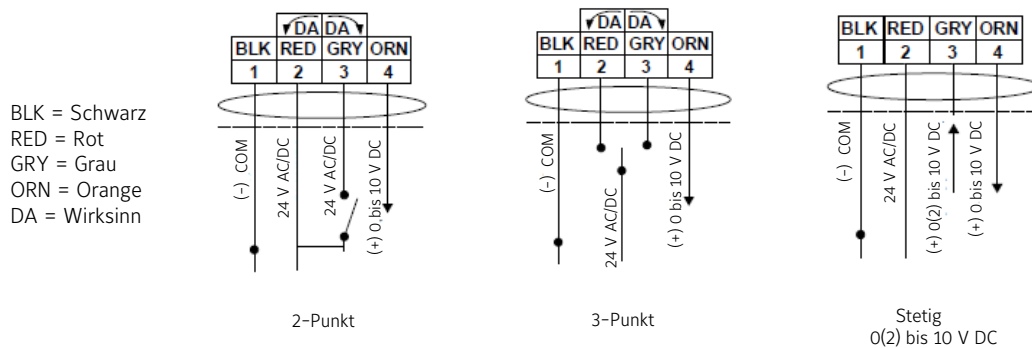 BLK = Schwarz
RED = Rot
GRY = Grau
ORN = Orange
DA = Wirksinn
DA DA
BLK RED GRY ORN
1 2 3 4
(-) COM
24 V AC/DC
24 V AC/DC
(+) 0 bis 10 V DC
2-Punkt
DA DA
BLK RED GRY ORN
1 2 3 4
(-) COM
24 V AC/DC
(+) 0 bis 10 V DC
3-Punkt
BLK RED GRY ORN
1 2 3 4
(-) COM
24 V AC/DC
(+) 0(2) bis 10 V DC
(+) 0 bis 10 V DC
Stetig
0(2) bis 10 V DC